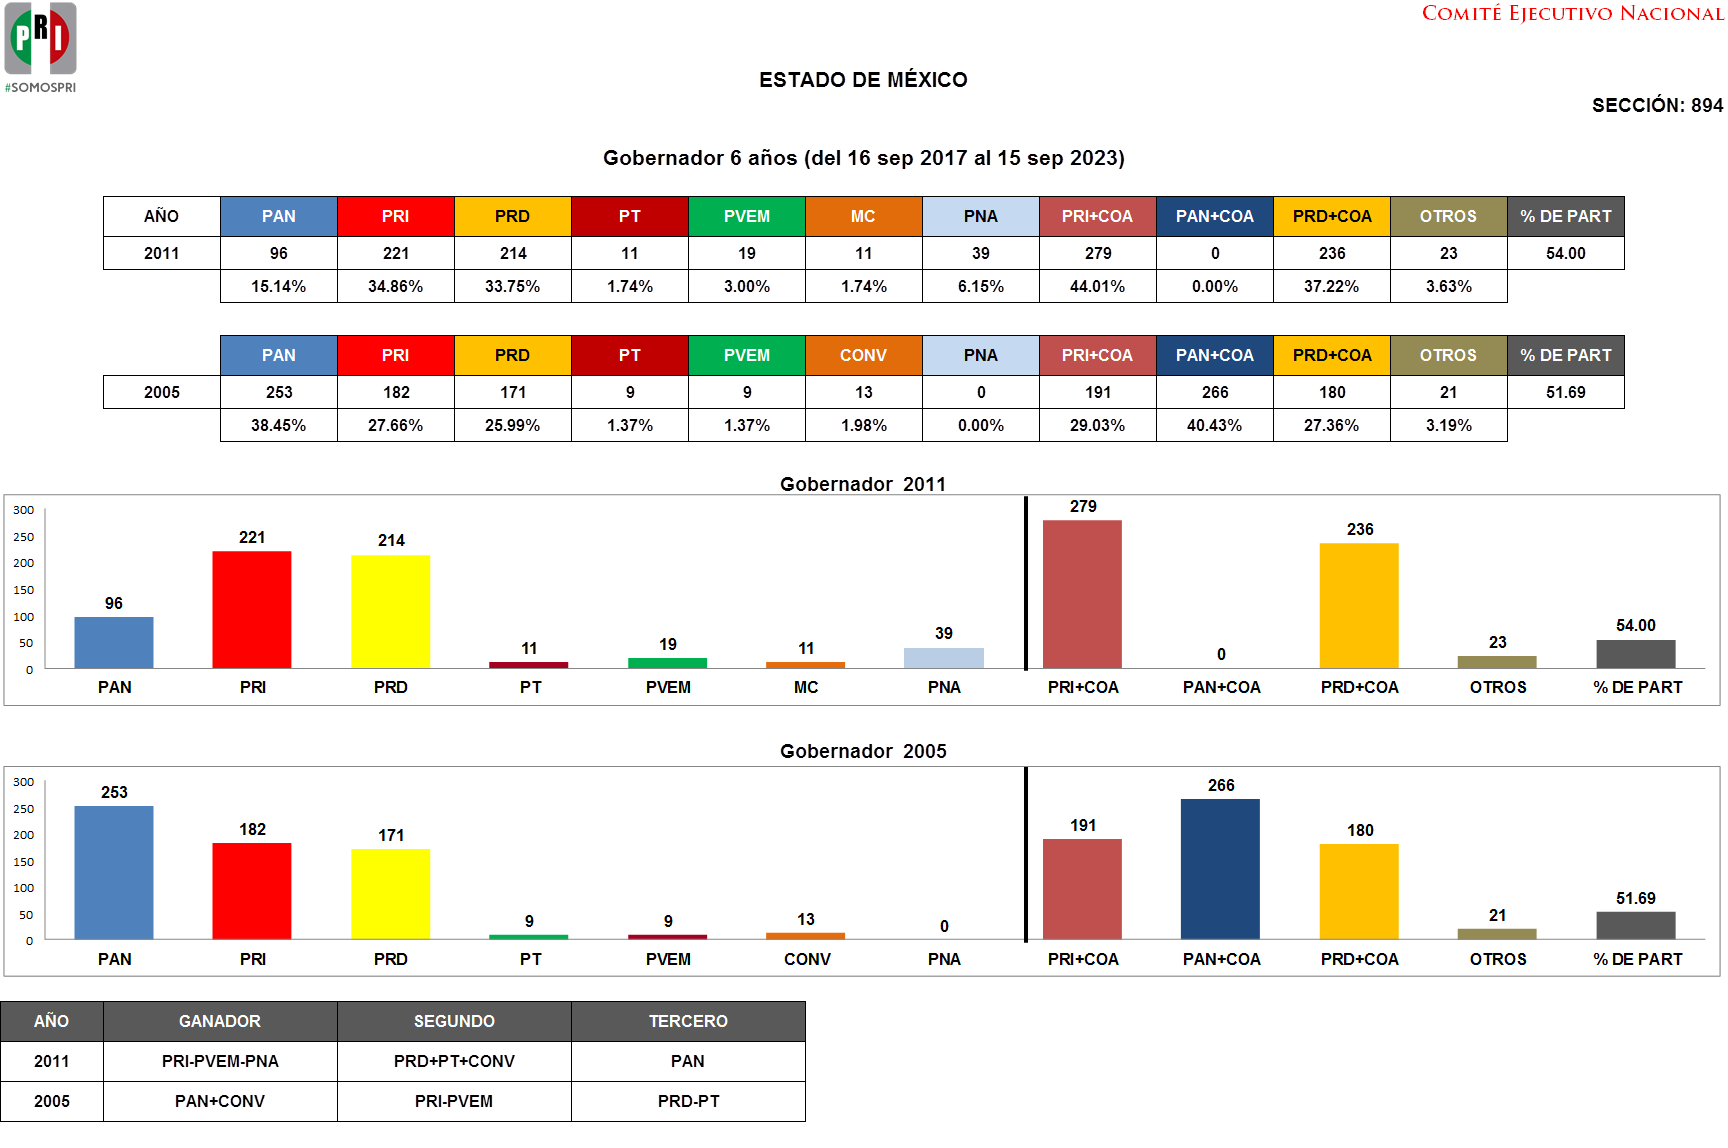 PRI
#SOMOSPRI
COMITÉ EJECUTIVO NACIONAL
ESTADO DE MÉXICO
SECCIÓN: 894
Gobernador 6 años (del 16 sep 2017 al 15 sep 2023)
AÑO PAN PRI PRD PT PVEM MC PNA PRI+COA PAN+COA PRD+COA OTROS % DE PART
2011 96 221 214 11 19 11 39 279 0 236 23 54.00
15.14% 34.86% 33.75% 1.74% 3.00% 1.74% 6.15% 44.01% 0.00% 37.22% 3.63%
PAN PRI PRD PT PVEM CONV PNA PRI+COA PAN+COA PRD+COA OTROS % DE PART
2005 253 182 171 9 9 13 0 191 266 180 21 51.69
38.45% 27.66% 25.99% 1.37% 1.37% 1.98% 0.00% 29.03% 40.43% 27.36% 3.19%
Gobernador 2011
300
250
200
150
100
50
0
96 221 214 11 19 11 39 279 0 236 23 54.00
PAN PRI PRD PT PVEM MC PNA PRI+COA PAN+COA PRD+COA OTROS % DE PART
Gobernador 2005
300
250
200
150
100
50
0
253 182 171 9 9 13 0 191 266 180 21 51.69
PAN PRI PRD PT PVEM CONV PNA PRI+COA PAN+COA PRD+COA OTROS % DE PART
AÑO GANADOR SEGUNDO TERCERO
2011 PRI-PVEM-PNA PRD+PT+CONV PAN
2005 PAN+CONV PRI-PVEM PRD-PT